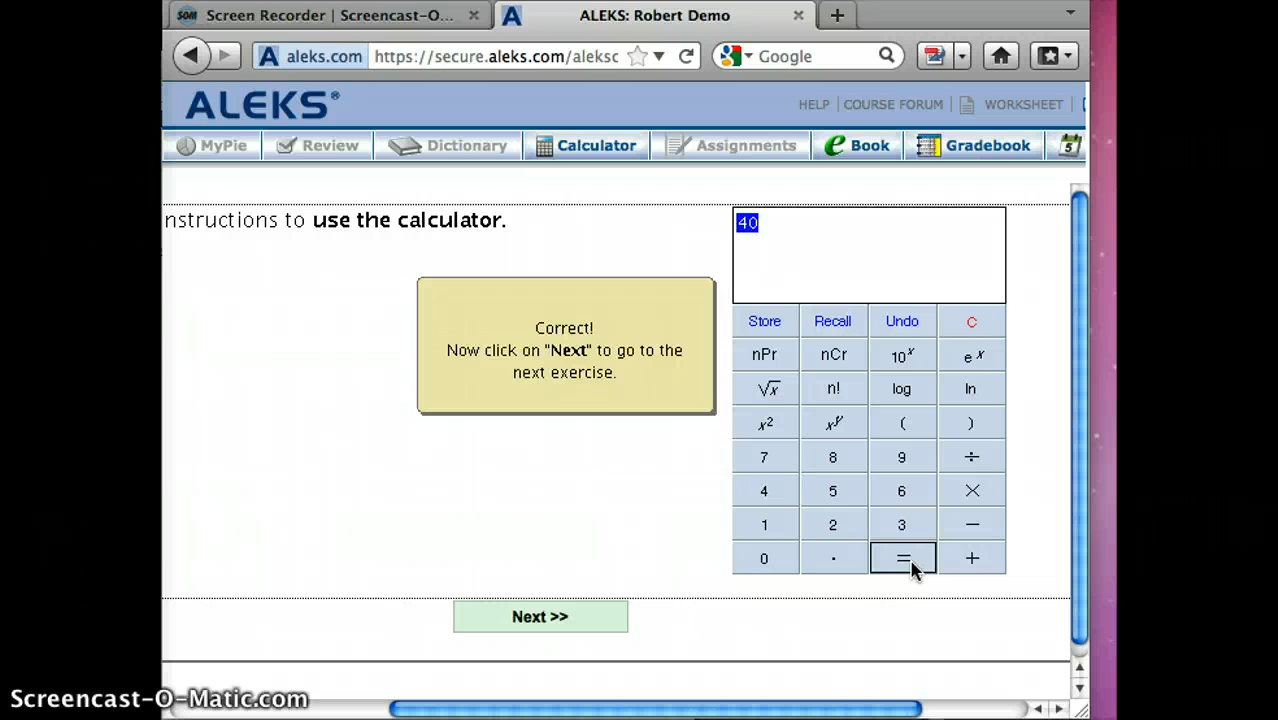 SOM Screen Recorder | Screencast-O...
A ALEKS: Robert Demo
A aleks.com https://secure.aleks.com/aleksc
Google
ALEKS®
HELP | COURSE FORUM | WORKSHEET |
MyPie Review Dictionary Calculator Assignments eBook Gradebook 5
nstructions to use the calculator.
40
Correct!
Now click on "Next" to go to the
next exercise.
Store Recall Undo C
nPr nCr 10ˣ eˣ
√x n! log ln
x² xʸ ( )
7 8 9 ÷
4 5 6 ×
1 2 3 −
0 . = +
Next >>
Screencast-O-Matic.com